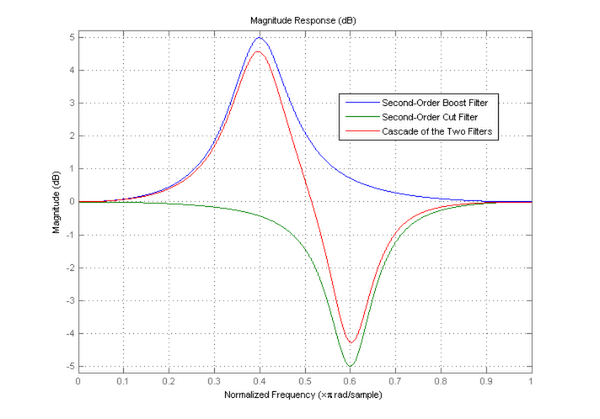 Magnitude Response (dB)
5
4
3
2
1
0
-1
-2
-3
-4
-5
Magnitude (dB)
Second-Order Boost Filter
Second-Order Cut Filter
Cascade of the Two Filters
0 0.1 0.2 0.3 0.4 0.5 0.6 0.7 0.8 0.9 1
Normalized Frequency (×π rad/sample)